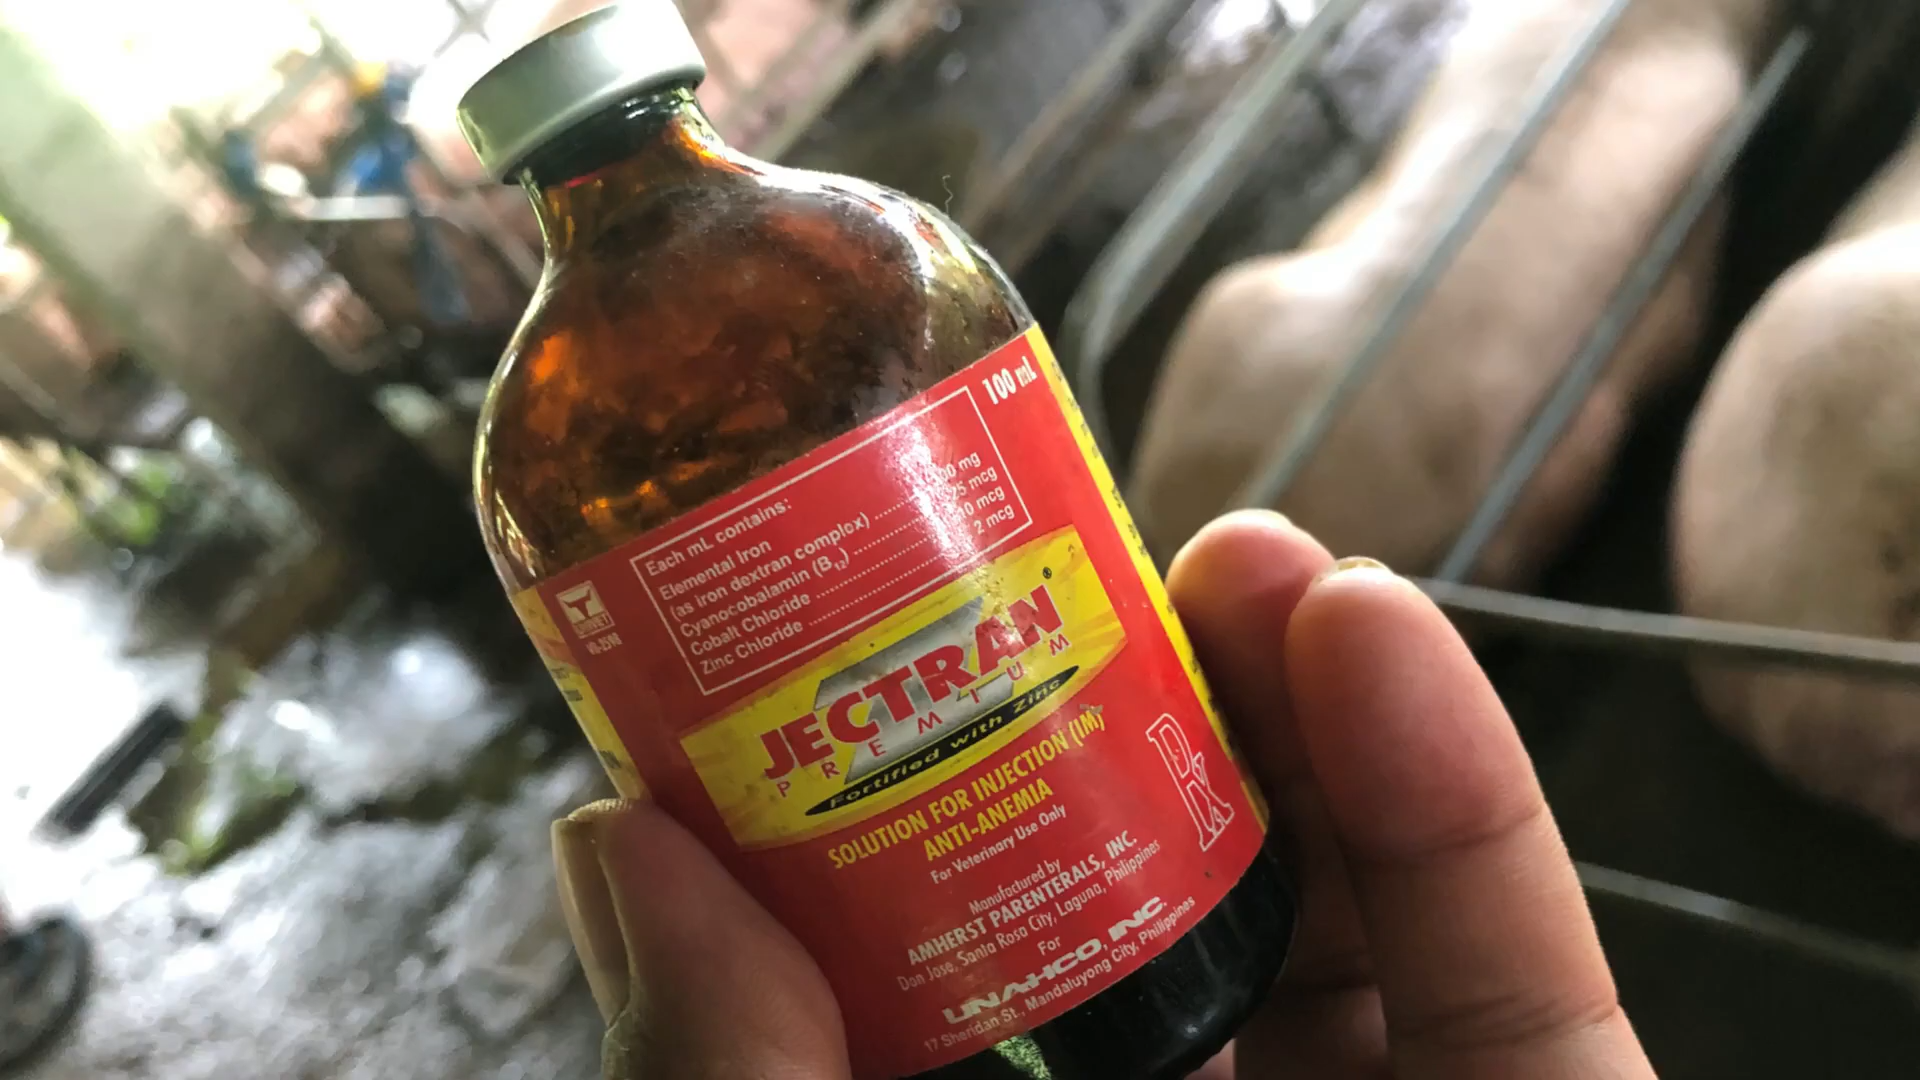 100 mL
Each mL contains:
Elemental Iron
(as iron dextran complex) ........ 00 mg
Cyanocobalamin (B12) ........ 25 mcg
Cobalt Chloride ........ 10 mcg
Zinc Chloride ........ 2 mcg
JECTRAN®
PREMIUM
Fortified with Zinc
SOLUTION FOR INJECTION (IM)
ANTI-ANEMIA
For Veterinary Use Only
Rx
Manufactured by
AMHERST PARENTERALS, INC.
Don Jose, Santa Rosa City, Laguna, Philippines
For
UNAHCO, INC.
17 Sheridan St., Mandaluyong City, Philippines